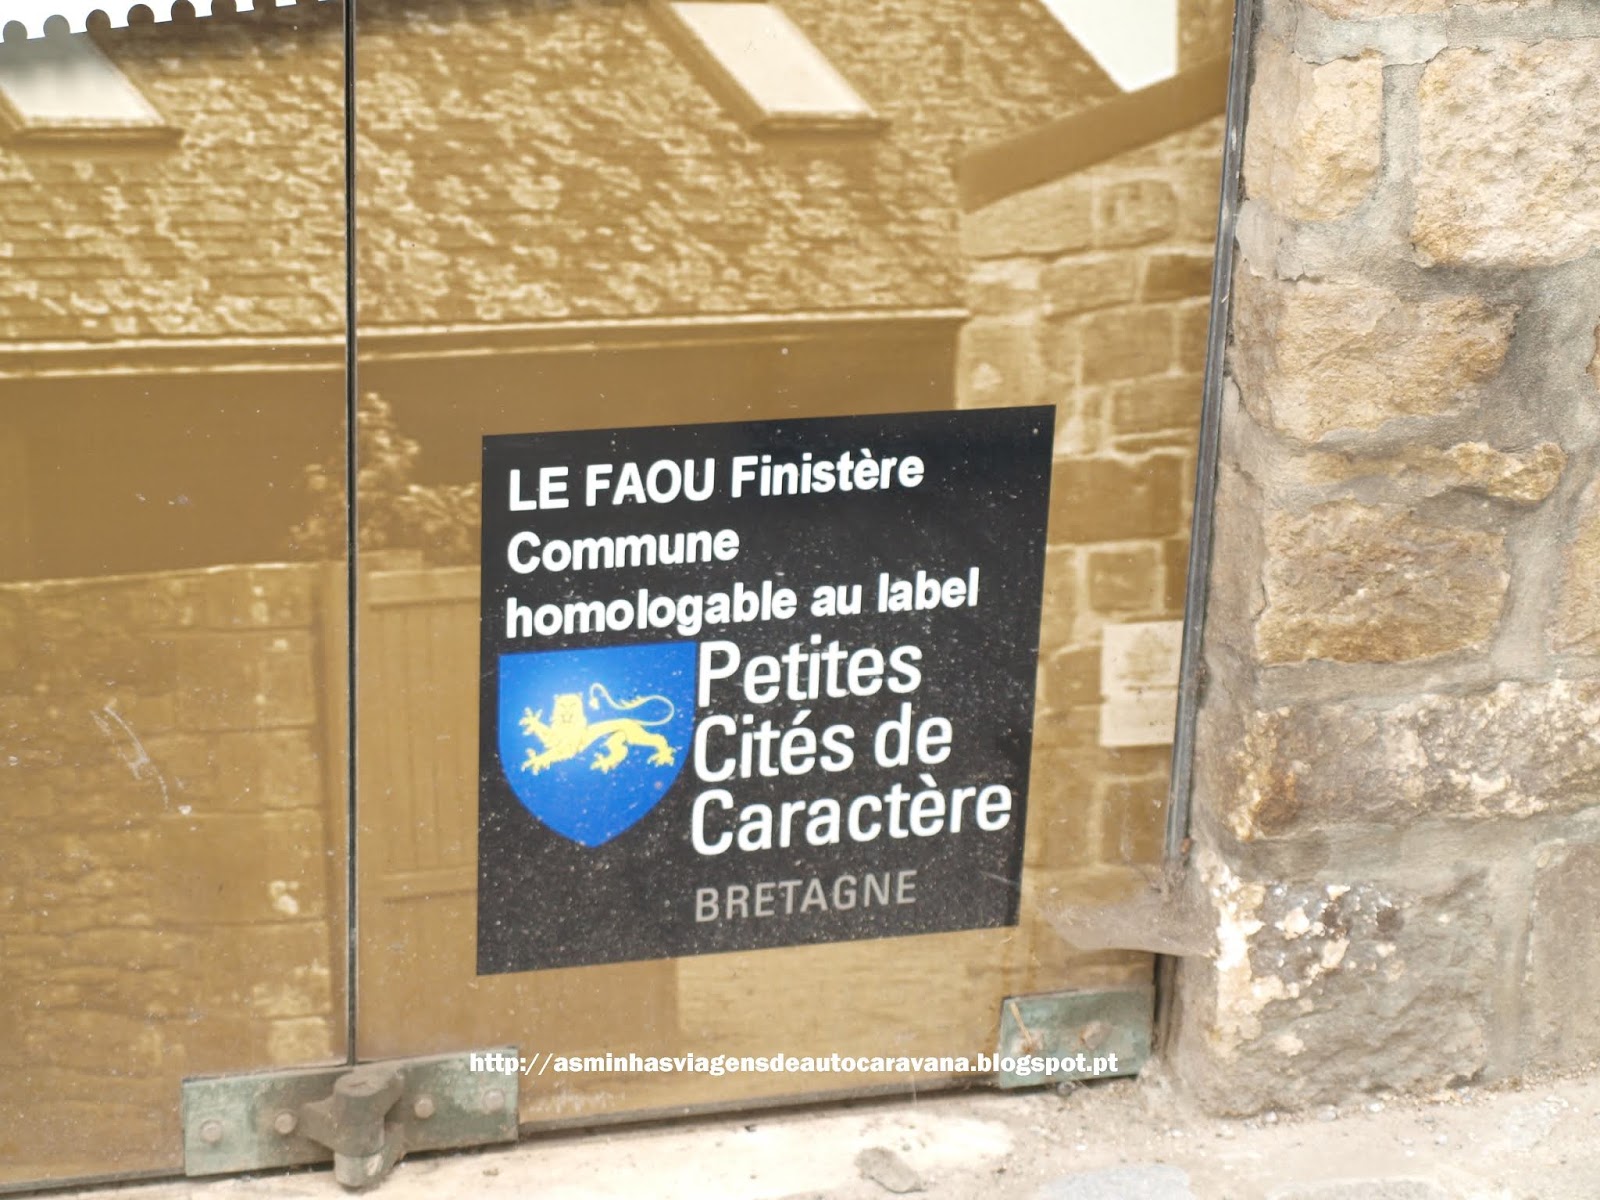 LE FAOU Finistère
Commune
homologable au label
Petites
Cités de
Caractère
BRETAGNE
http://asminhasviagensdeautocaravana.blogspot.pt